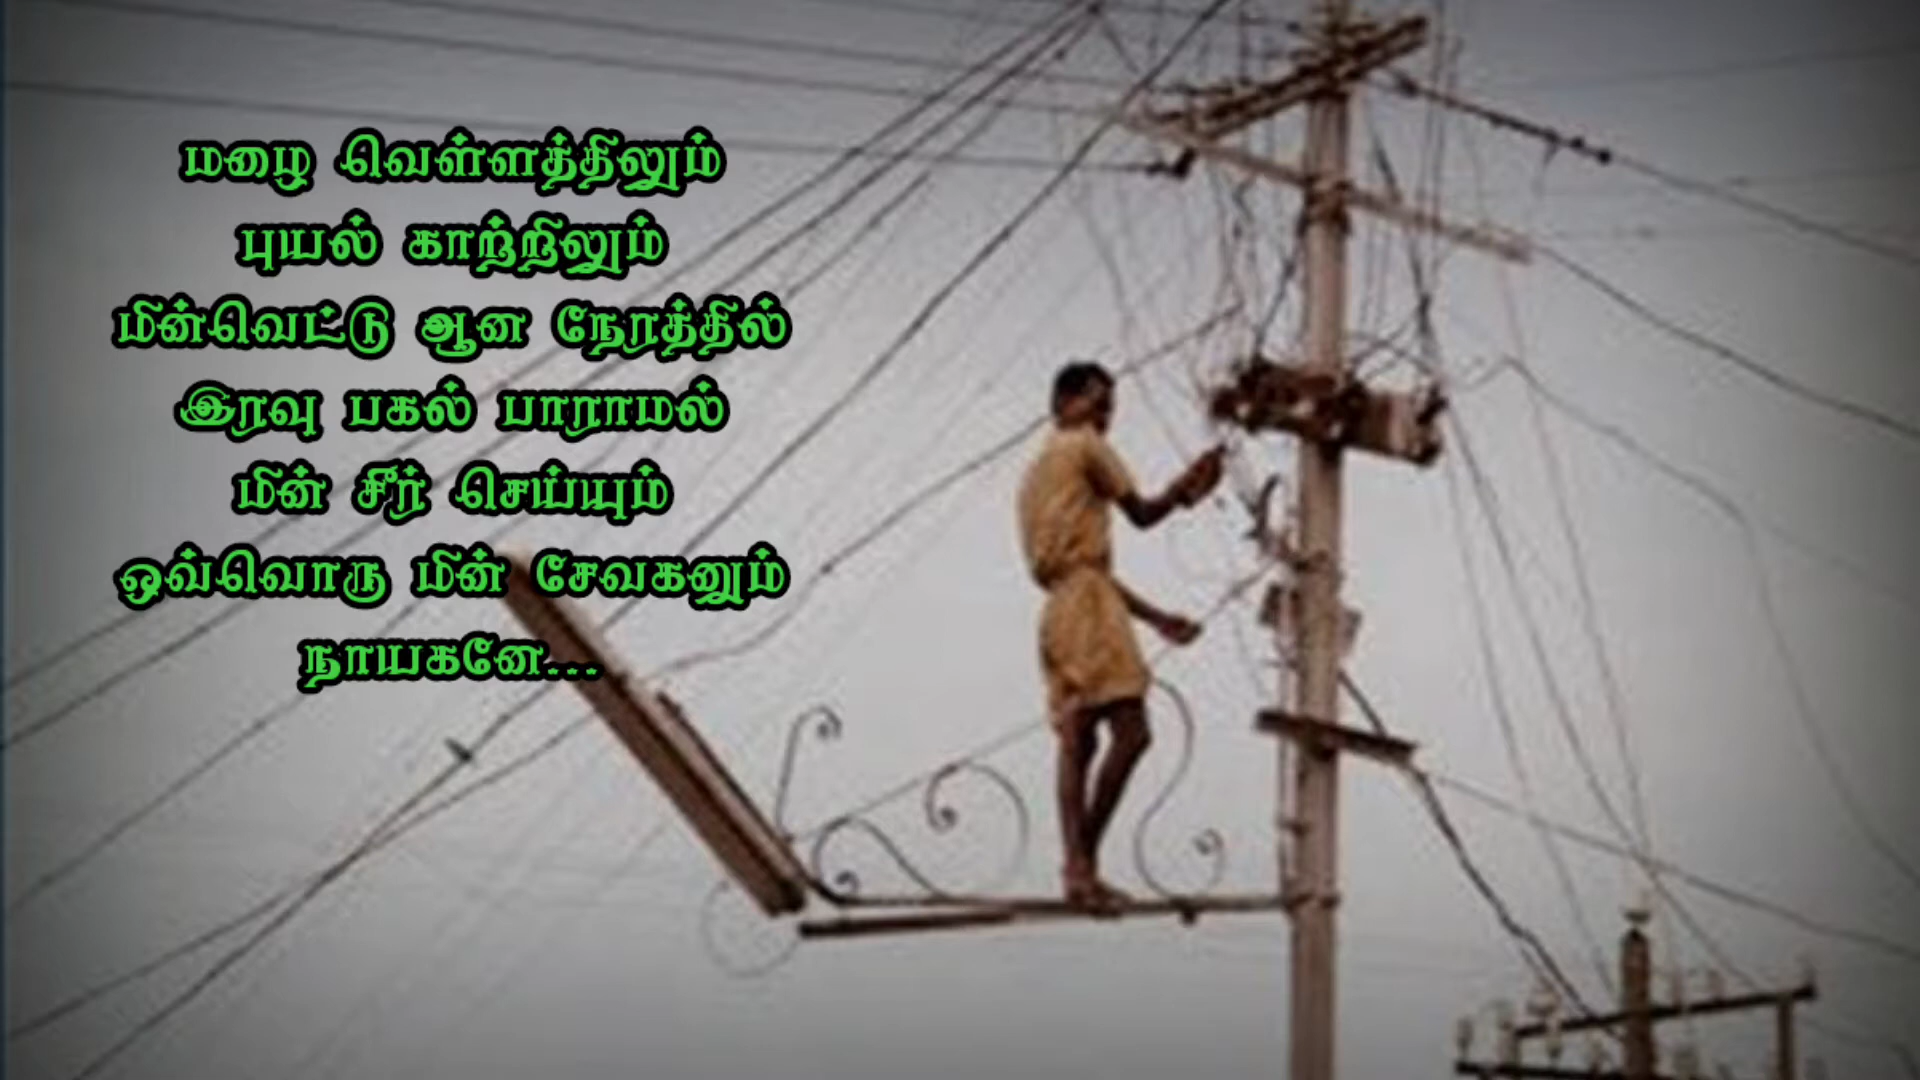 மழை வெள்ளத்திலும்
புயல் காற்றிலும்
மின்வெட்டு ஆன நேரத்தில்
இரவு பகல் பாராமல்
மின் சீர் செய்யும்
ஒவ்வொரு மின் சேவகனும்
நாயகனே...